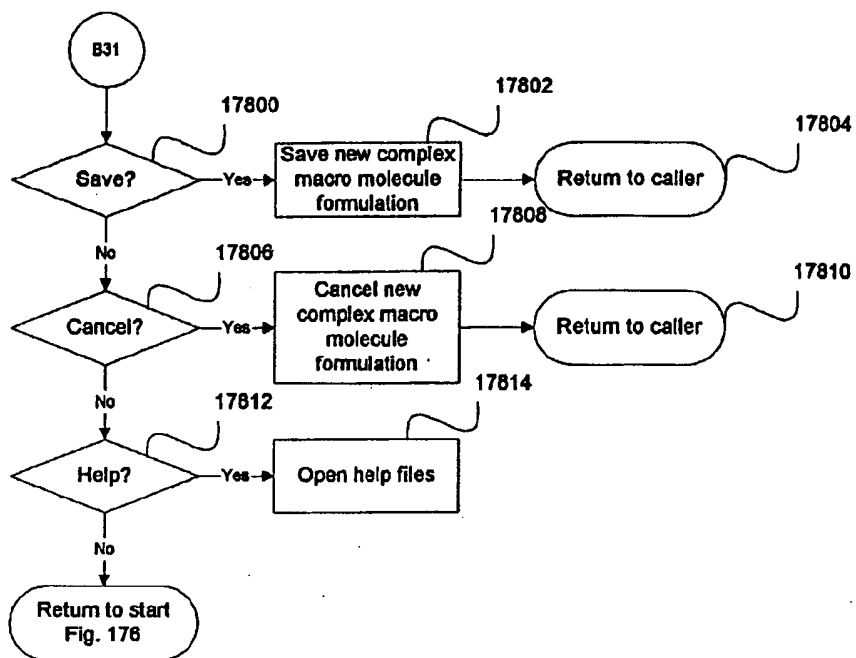 B31
17800
17802
17804
Save?
Yes
Save new complex
macro molecule
formulation
Return to caller
No
17806
17808
17810
Cancel?
Yes
Cancel new
complex macro
molecule
formulation
Return to caller
No
17812
17814
Help?
Yes
Open help files
No
Return to start
Fig. 176